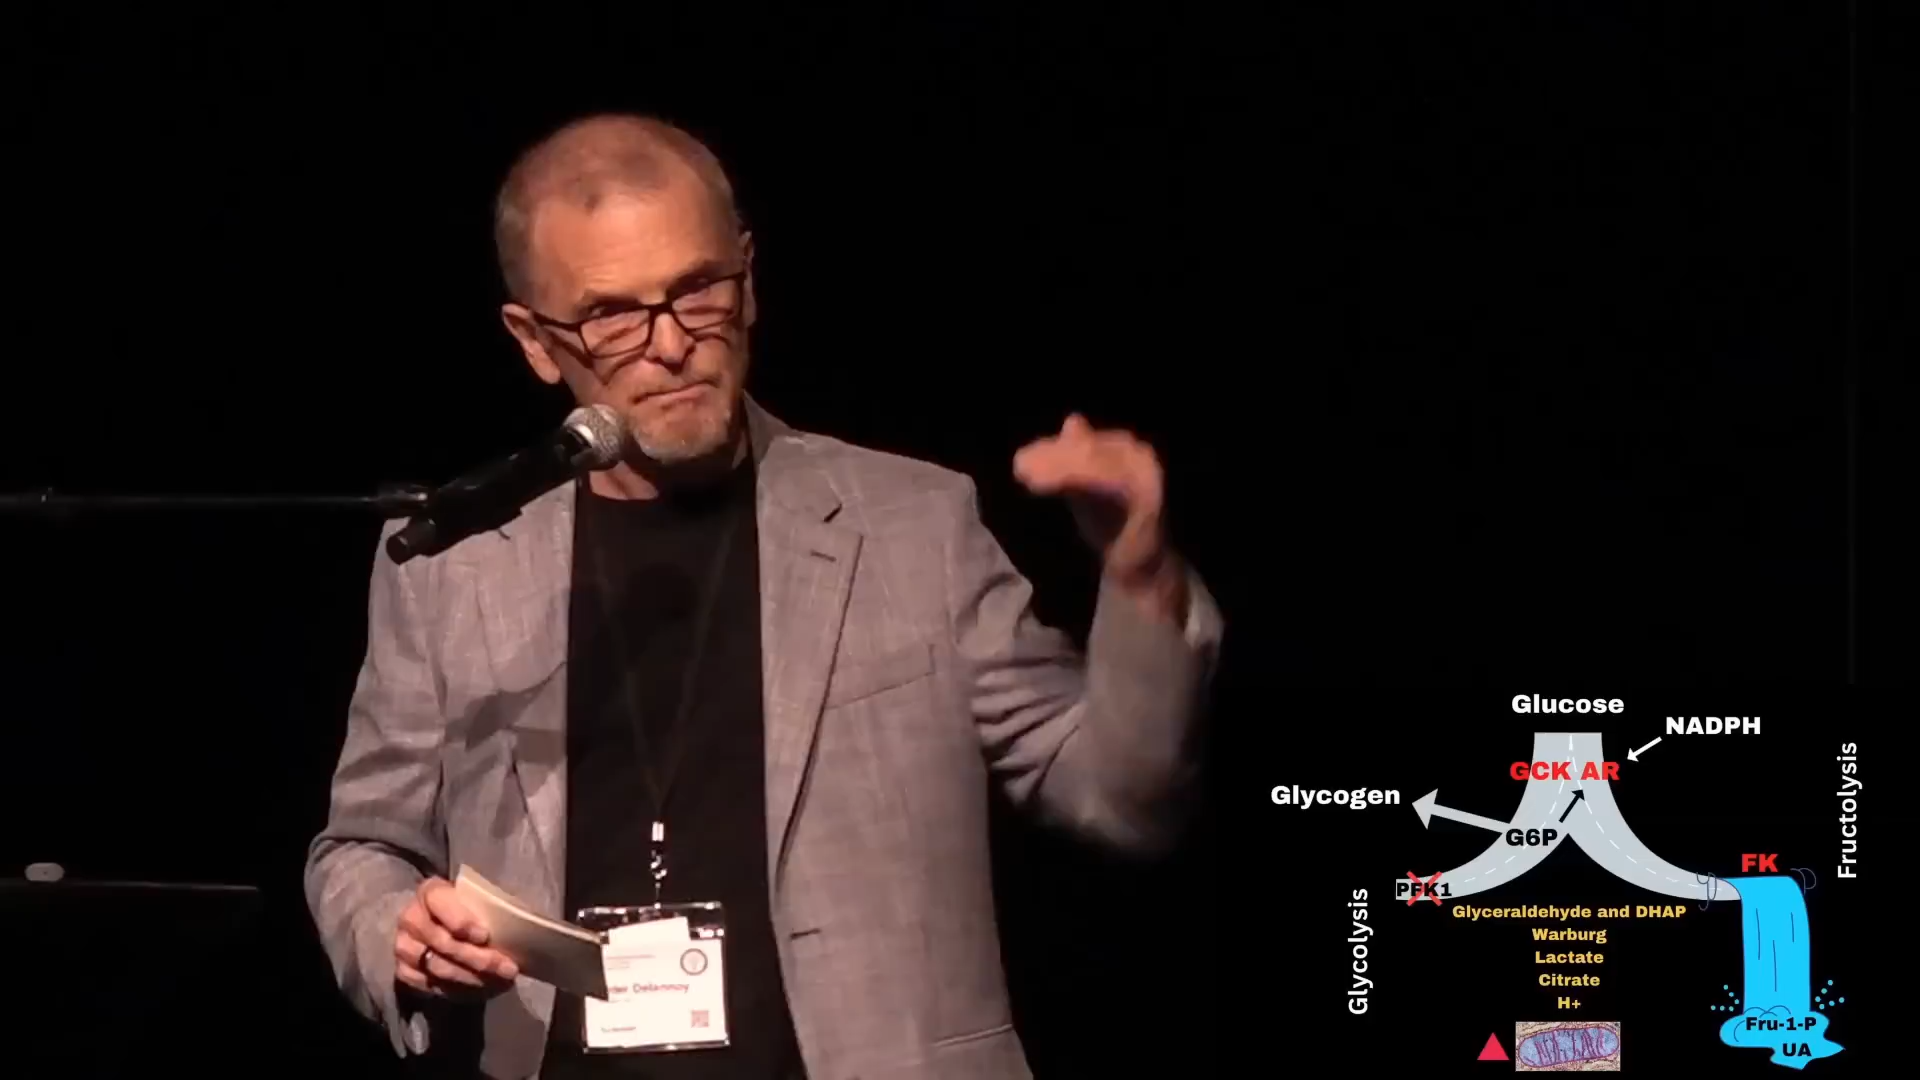 Glucose
NADPH
GCK AR
Glycogen
G6P
Fructolysis
FK
PFK1
Glyceraldehyde and DHAP
Warburg
Lactate
Citrate
H+
Glycolysis
Fru-1-P
UA
Delannoy